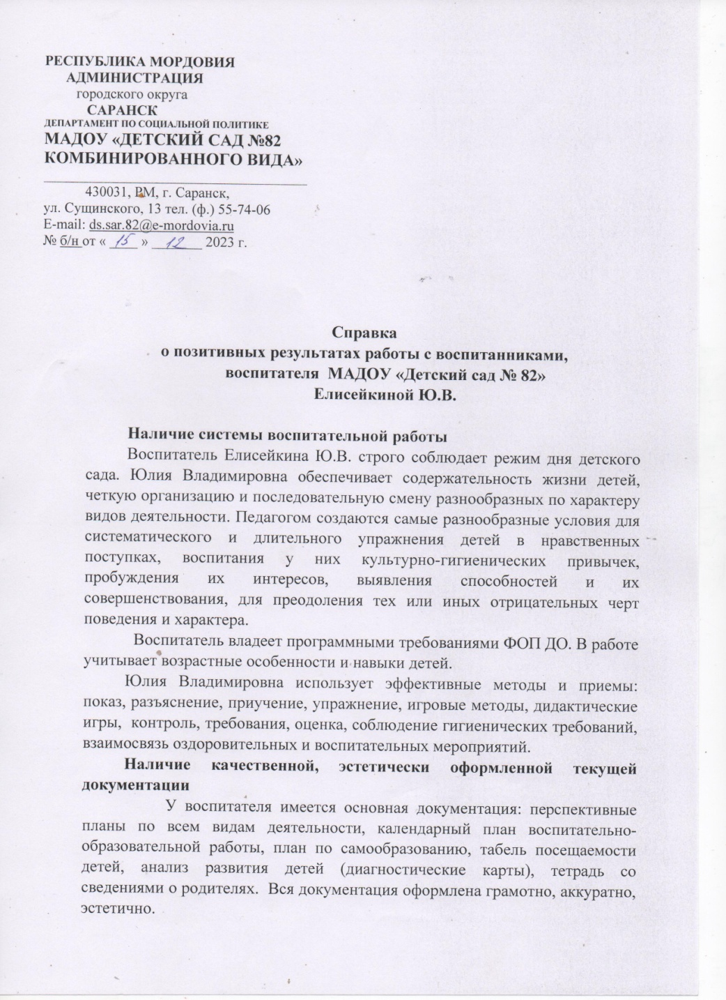 РЕСПУБЛИКА МОРДОВИЯ
АДМИНИСТРАЦИЯ
городского округа
САРАНСК
ДЕПАРТАМЕНТ ПО СОЦИАЛЬНОЙ ПОЛИТИКЕ
МАДОУ «ДЕТСКИЙ САД №82
КОМБИНИРОВАННОГО ВИДА»
430031, РМ, г. Саранск,
ул. Сущинского, 13 тел. (ф.) 55-74-06
E-mail: ds.sar.82@e-mordovia.ru
№ б/н от « 15 » 12 2023 г.
Справка
о позитивных результатах работы с воспитанниками,
воспитателя МАДОУ «Детский сад № 82»
Елисейкиной Ю.В.
Наличие системы воспитательной работы
Воспитатель Елисейкина Ю.В. строго соблюдает режим дня детского
сада. Юлия Владимировна обеспечивает содержательность жизни детей,
четкую организацию и последовательную смену разнообразных по характеру
видов деятельности. Педагогом создаются самые разнообразные условия для
систематического и длительного упражнения детей в нравственных
поступках, воспитания у них культурно-гигиенических привычек,
пробуждения их интересов, выявления способностей и их
совершенствования, для преодоления тех или иных отрицательных черт
поведения и характера.
Воспитатель владеет программными требованиями ФОП ДО. В работе
учитывает возрастные особенности и навыки детей.
Юлия Владимировна использует эффективные методы и приемы:
показ, разъяснение, приучение, упражнение, игровые методы, дидактические
игры, контроль, требования, оценка, соблюдение гигиенических требований,
взаимосвязь оздоровительных и воспитательных мероприятий.
Наличие качественной, эстетически оформленной текущей
документации
У воспитателя имеется основная документация: перспективные
планы по всем видам деятельности, календарный план воспитательно-
образовательной работы, план по самообразованию, табель посещаемости
детей, анализ развития детей (диагностические карты), тетрадь со
сведениями о родителях. Вся документация оформлена грамотно, аккуратно,
эстетично.